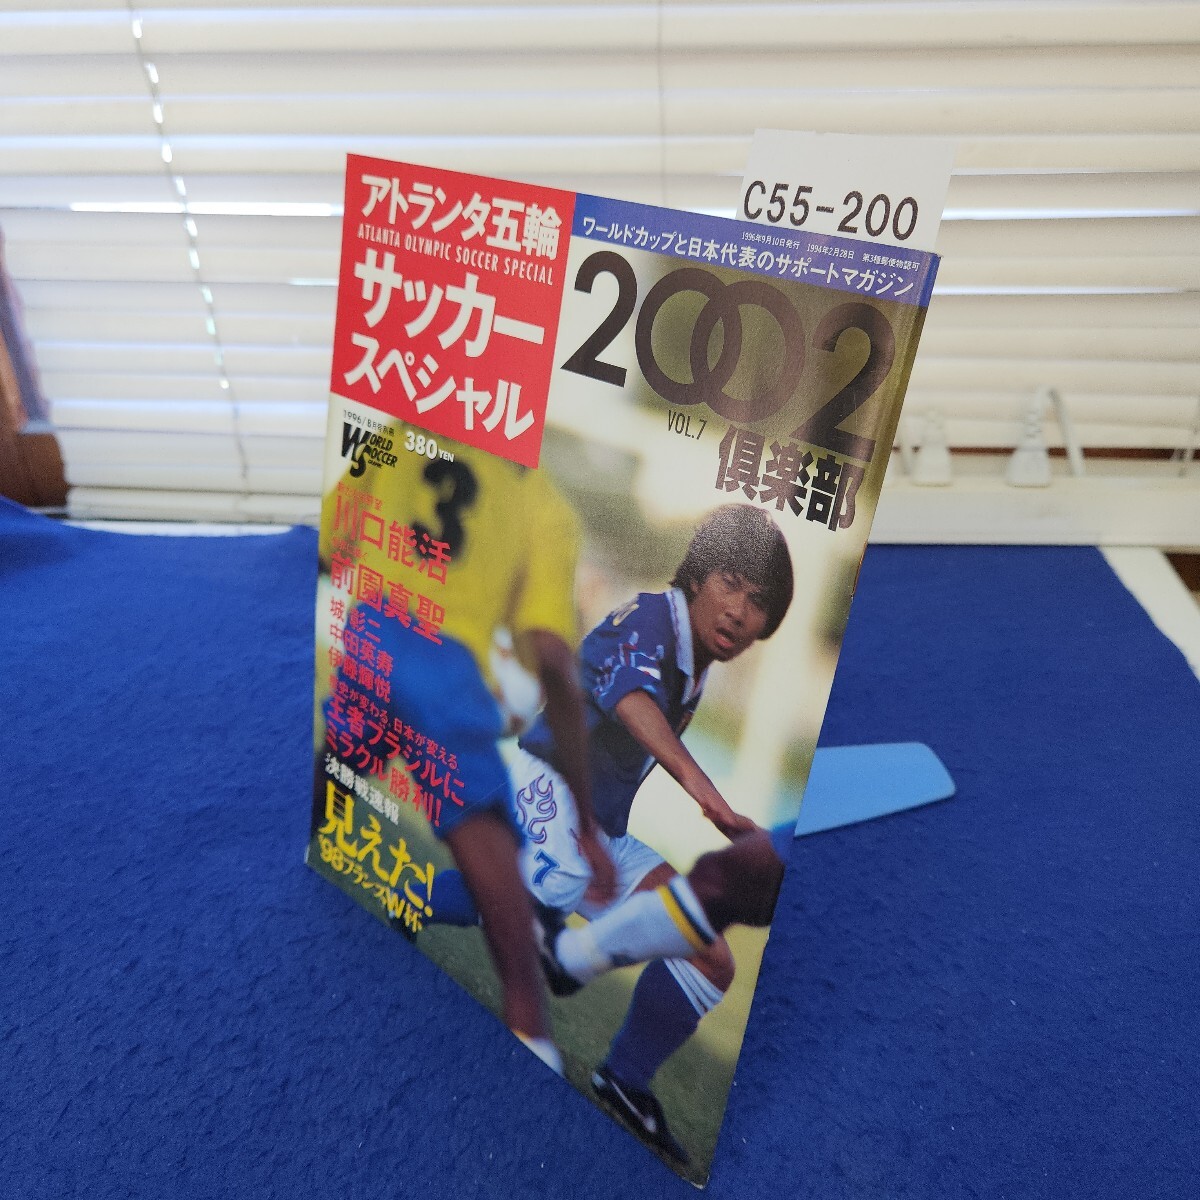 C55-200
アトランタ五輪
ATLANTA OLYMPIC SOCCER SPECIAL
サッカー
スペシャル
1996年9月10日発行 1994年2月28日 第3種郵便物認可
ワールドカップと日本代表のサポートマガジン
2002
VOL.7
倶楽部
WORLD
SOCCER
WS
380YEN
3
川口能活
前園真聖
城 彰二
中田英寿
伊藤輝悦
歴史が変わる、日本が変える。
王者ブラジルに
ミラクル勝利!
決勝戦速報
見えた!
'98フランスW杯
7